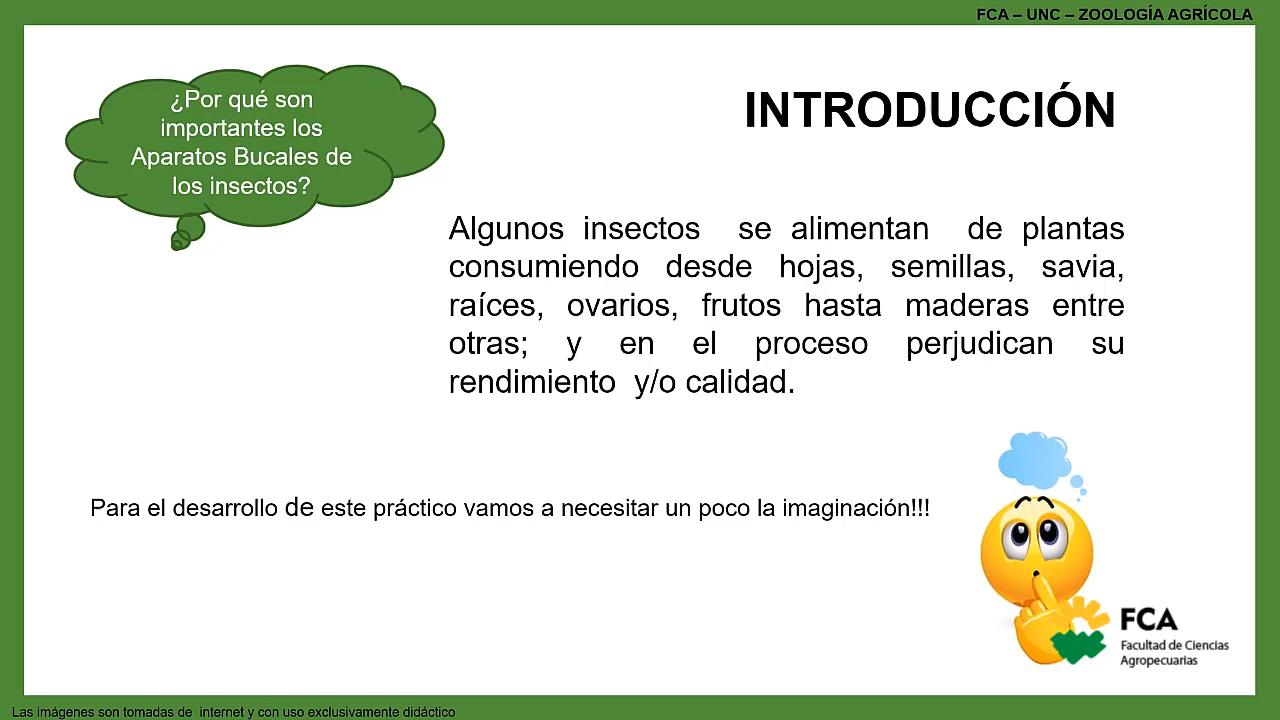 FCA – UNC – ZOOLOGÍA AGRÍCOLA
¿Por qué son
importantes los
Aparatos Bucales de
los insectos?
INTRODUCCIÓN
Algunos insectos se alimentan de plantas
consumiendo desde hojas, semillas, savia,
raíces, ovarios, frutos hasta maderas entre
otras; y en el proceso perjudican su
rendimiento y/o calidad.
Para el desarrollo de este práctico vamos a necesitar un poco la imaginación!!!
FCA
Facultad de Ciencias
Agropecuarias
Las imágenes son tomadas de internet y con uso exclusivamente didáctico